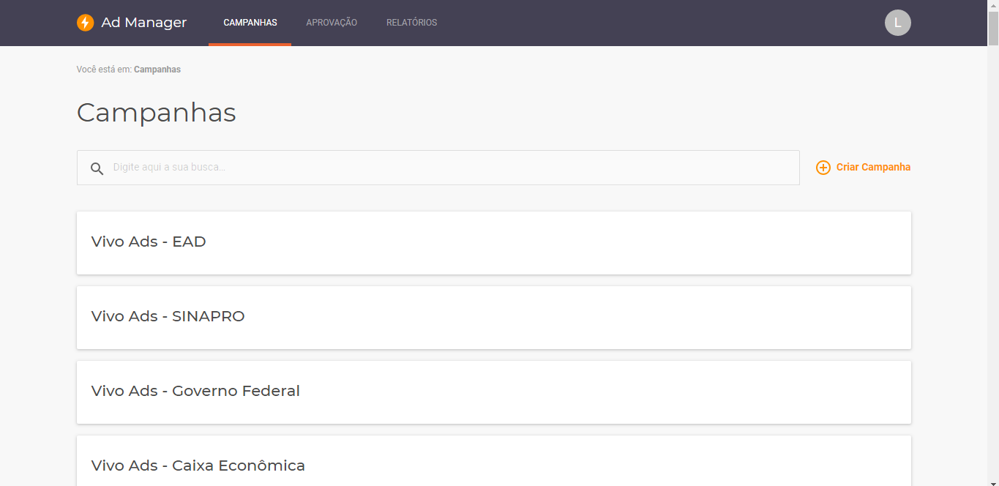 Ad Manager
CAMPANHAS
APROVAÇÃO
RELATÓRIOS
L
Você está em: Campanhas
Campanhas
Digite aqui a sua busca...
Criar Campanha
Vivo Ads - EAD
Vivo Ads - SINAPRO
Vivo Ads - Governo Federal
Vivo Ads - Caixa Econômica